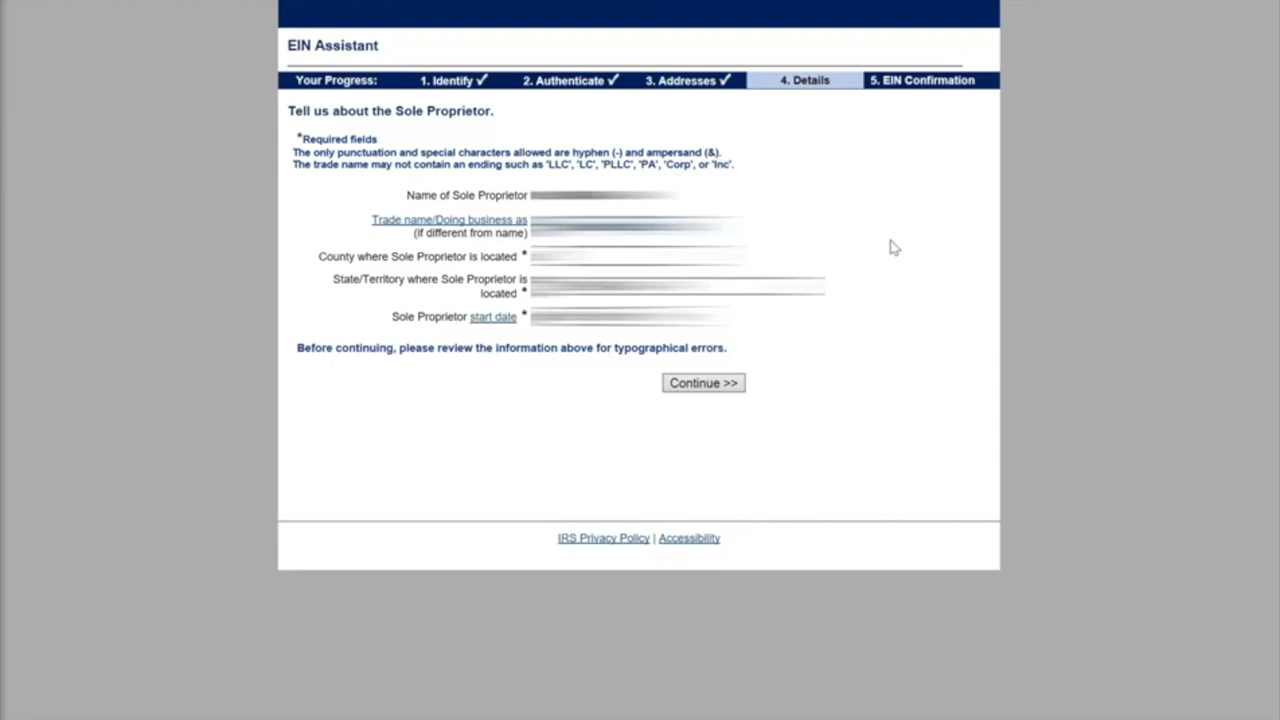 EIN Assistant
Your Progress: 1. Identify ✓ 2. Authenticate ✓ 3. Addresses ✓ 4. Details 5. EIN Confirmation
Tell us about the Sole Proprietor.
*Required fields
The only punctuation and special characters allowed are hyphen (-) and ampersand (&).
The trade name may not contain an ending such as 'LLC', 'LC', 'PLLC', 'PA', 'Corp', or 'Inc'.
Name of Sole Proprietor
Trade name/Doing business as
(if different from name)
County where Sole Proprietor is located *
State/Territory where Sole Proprietor is
located *
Sole Proprietor start date *
Before continuing, please review the information above for typographical errors.
Continue >>
IRS Privacy Policy | Accessibility